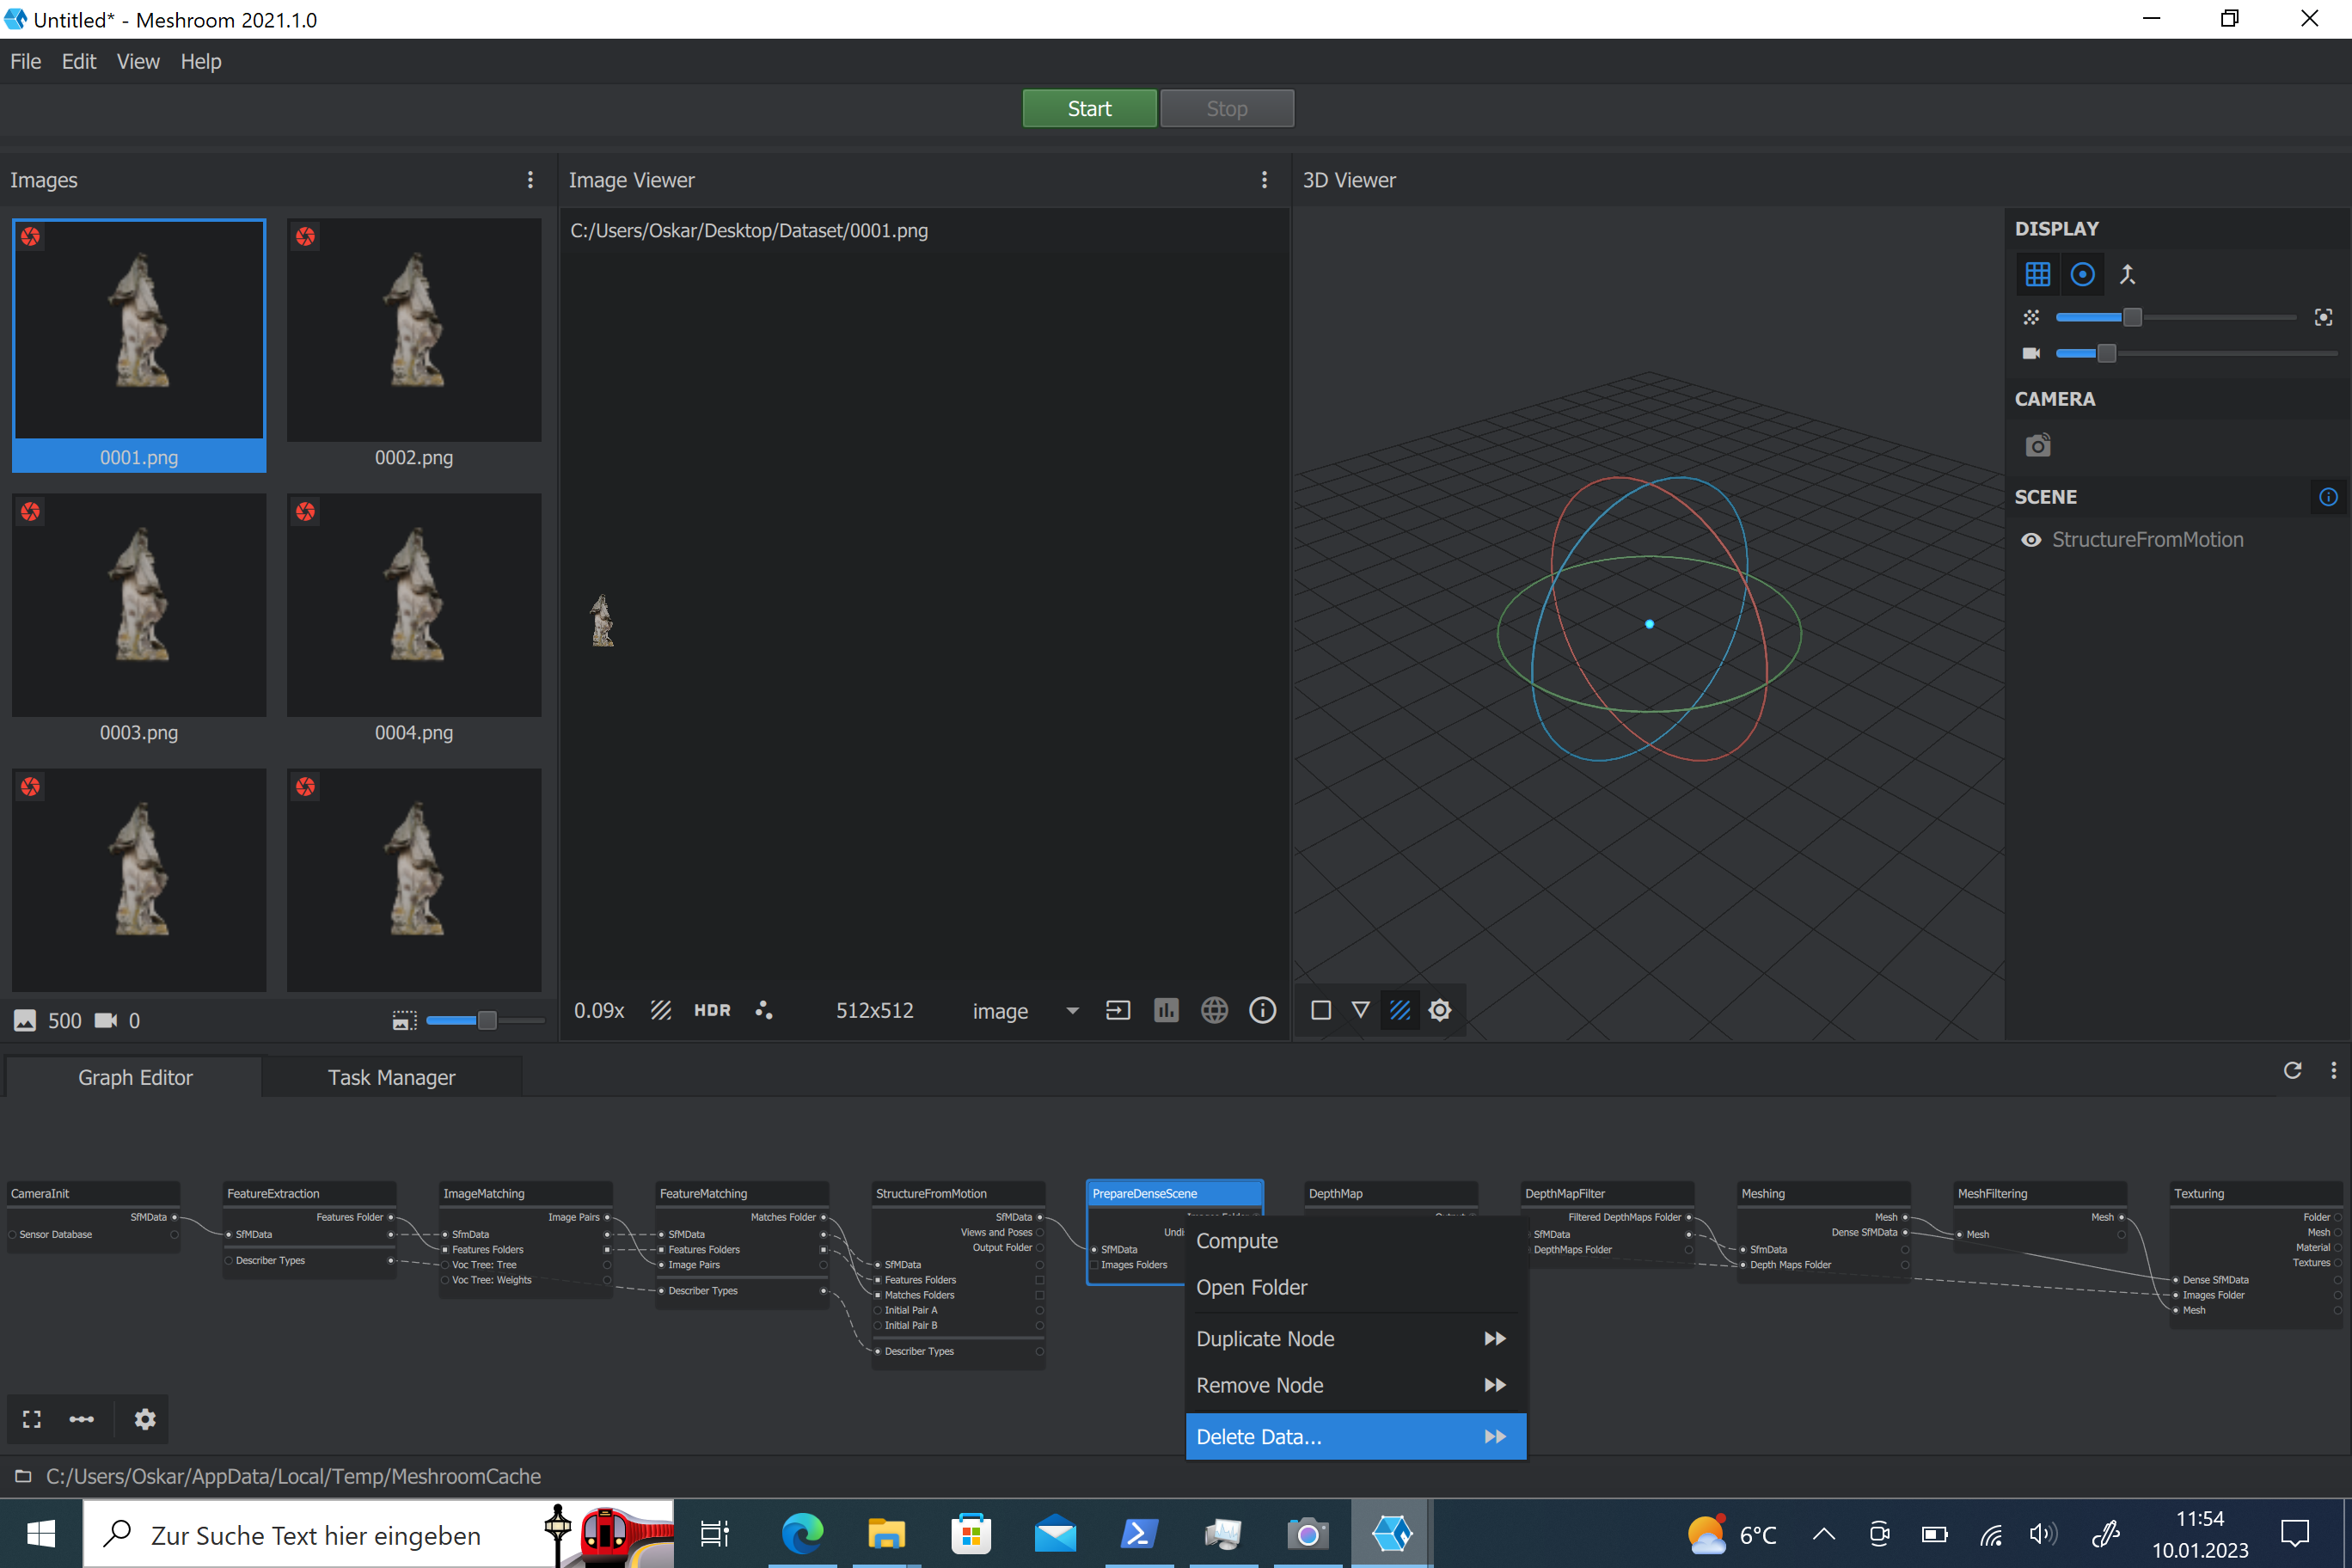 Untitled* - Meshroom 2021.1.0
File Edit View Help
Start Stop
Images
Image Viewer
3D Viewer
C:/Users/Oskar/Desktop/Dataset/0001.png
DISPLAY
CAMERA
SCENE
StructureFromMotion
0001.png 0002.png
0003.png 0004.png
500 0
0.09x HDR 512x512 image
Graph Editor Task Manager
CameraInit
SfMData
Sensor Database
FeatureExtraction
Features Folder
SfMData
Describer Types
ImageMatching
Image Pairs
SfmData
Features Folders
Voc Tree: Tree
Voc Tree: Weights
FeatureMatching
Matches Folder
SfMData
Features Folders
Image Pairs
Describer Types
StructureFromMotion
SfMData
Views and Poses
Output Folder
SfMData
Features Folders
Matches Folders
Initial Pair A
Initial Pair B
Describer Types
PrepareDenseScene
SfMData
Images Folders
DepthMap
DepthMapFilter
Filtered DepthMaps Folder
SfMData
DepthMaps Folder
Meshing
Mesh
Dense SfMData
SfmData
Depth Maps Folder
MeshFiltering
Mesh
Mesh
Texturing
Folder
Mesh
Material
Textures
Dense SfMData
Images Folder
Mesh
Compute
Open Folder
Duplicate Node
Remove Node
Delete Data...
C:/Users/Oskar/AppData/Local/Temp/MeshroomCache
Zur Suche Text hier eingeben
6°C
11:54
10.01.2023